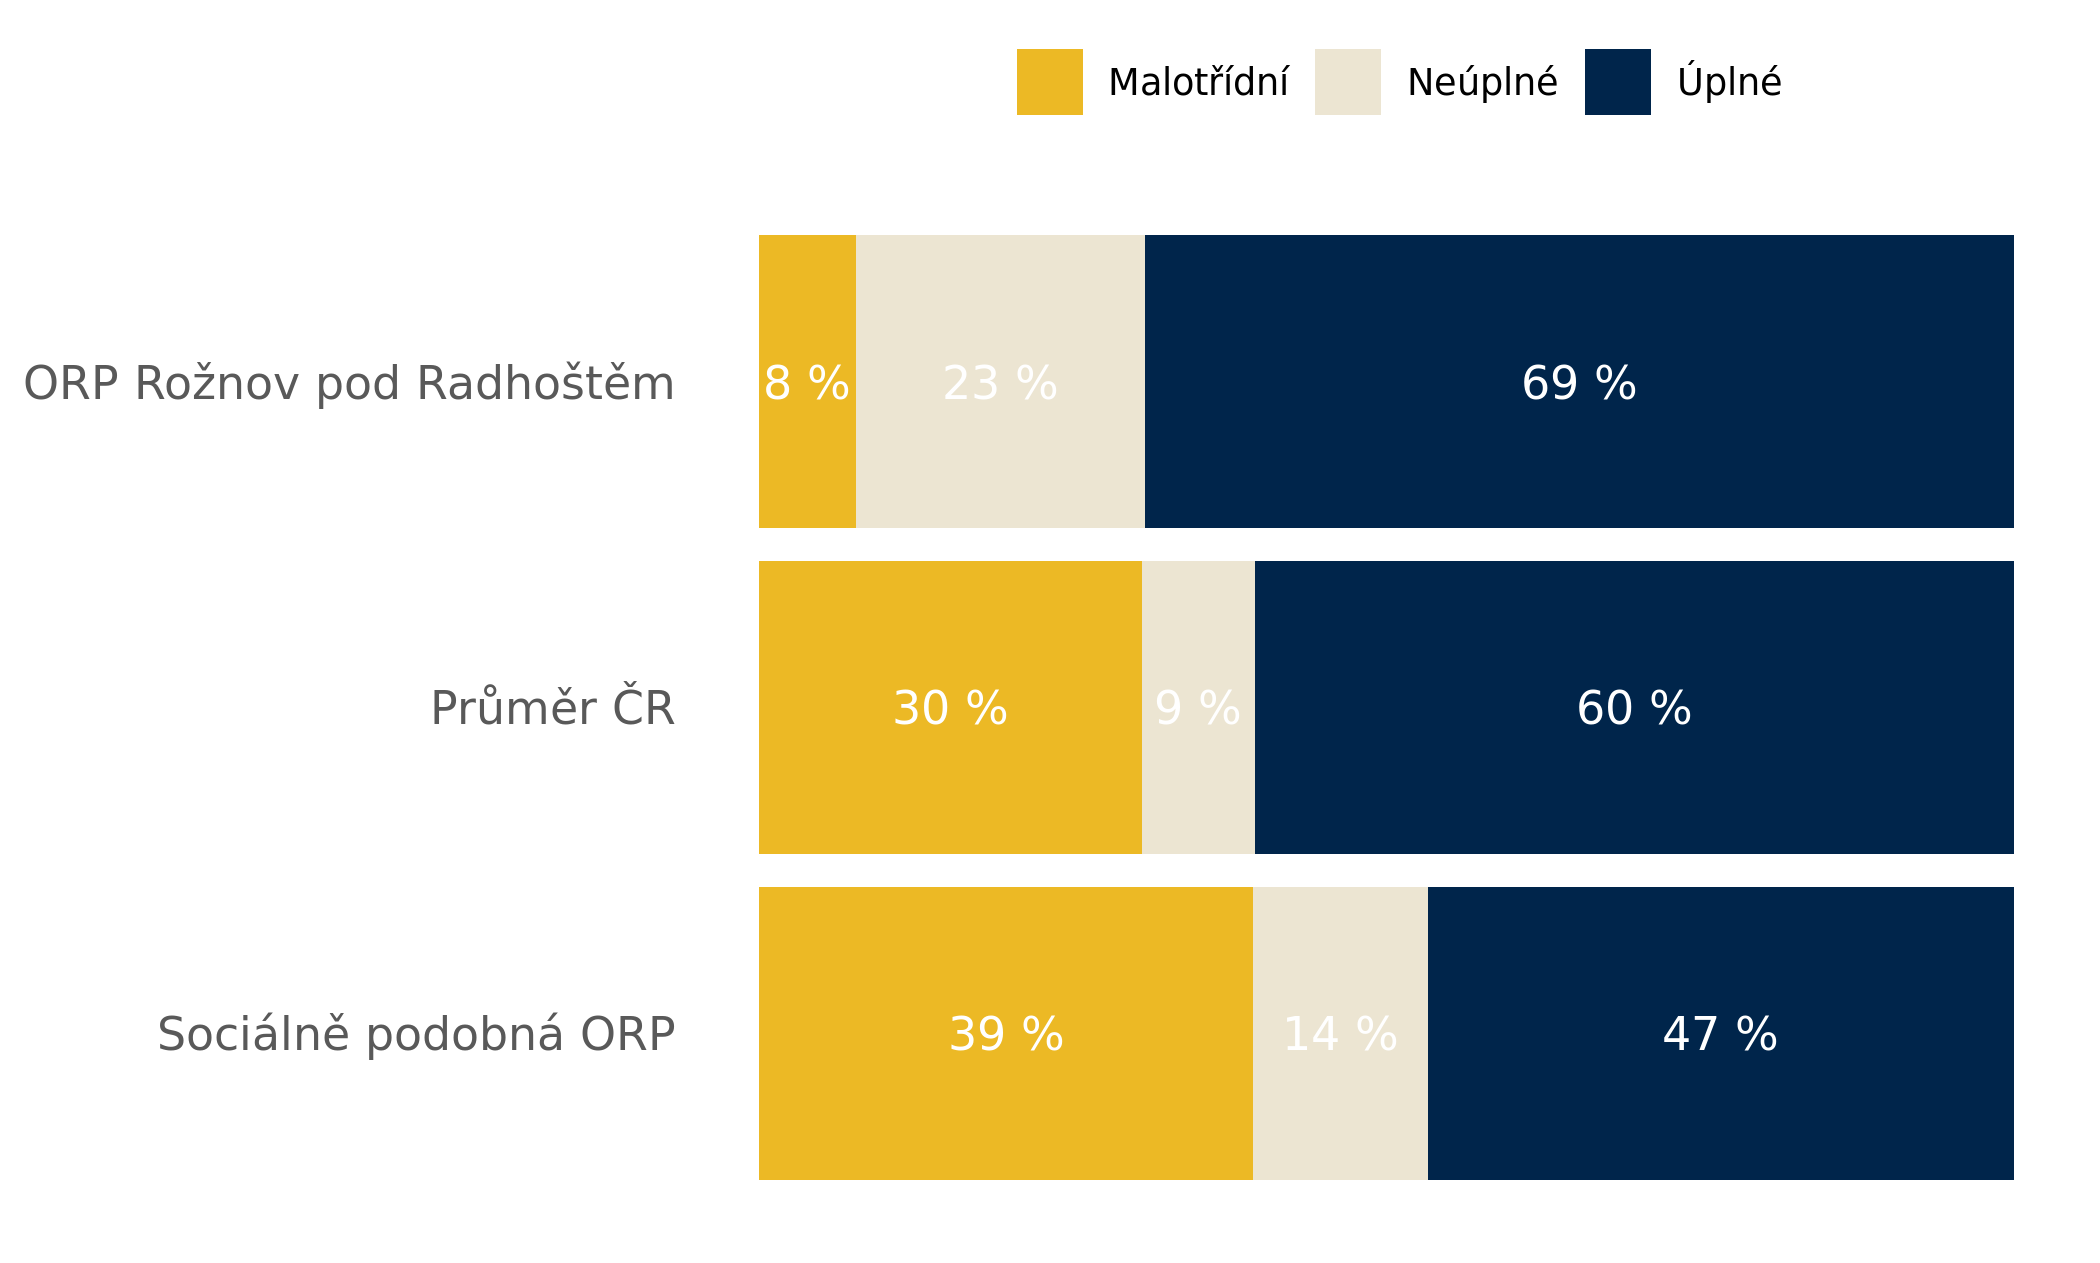 Malotřídní Neúplné Úplné
ORP Rožnov pod Radhoštěm 8 % 23 % 69 %
Průměr ČR 30 % 9 % 60 %
Sociálně podobná ORP 39 % 14 % 47 %